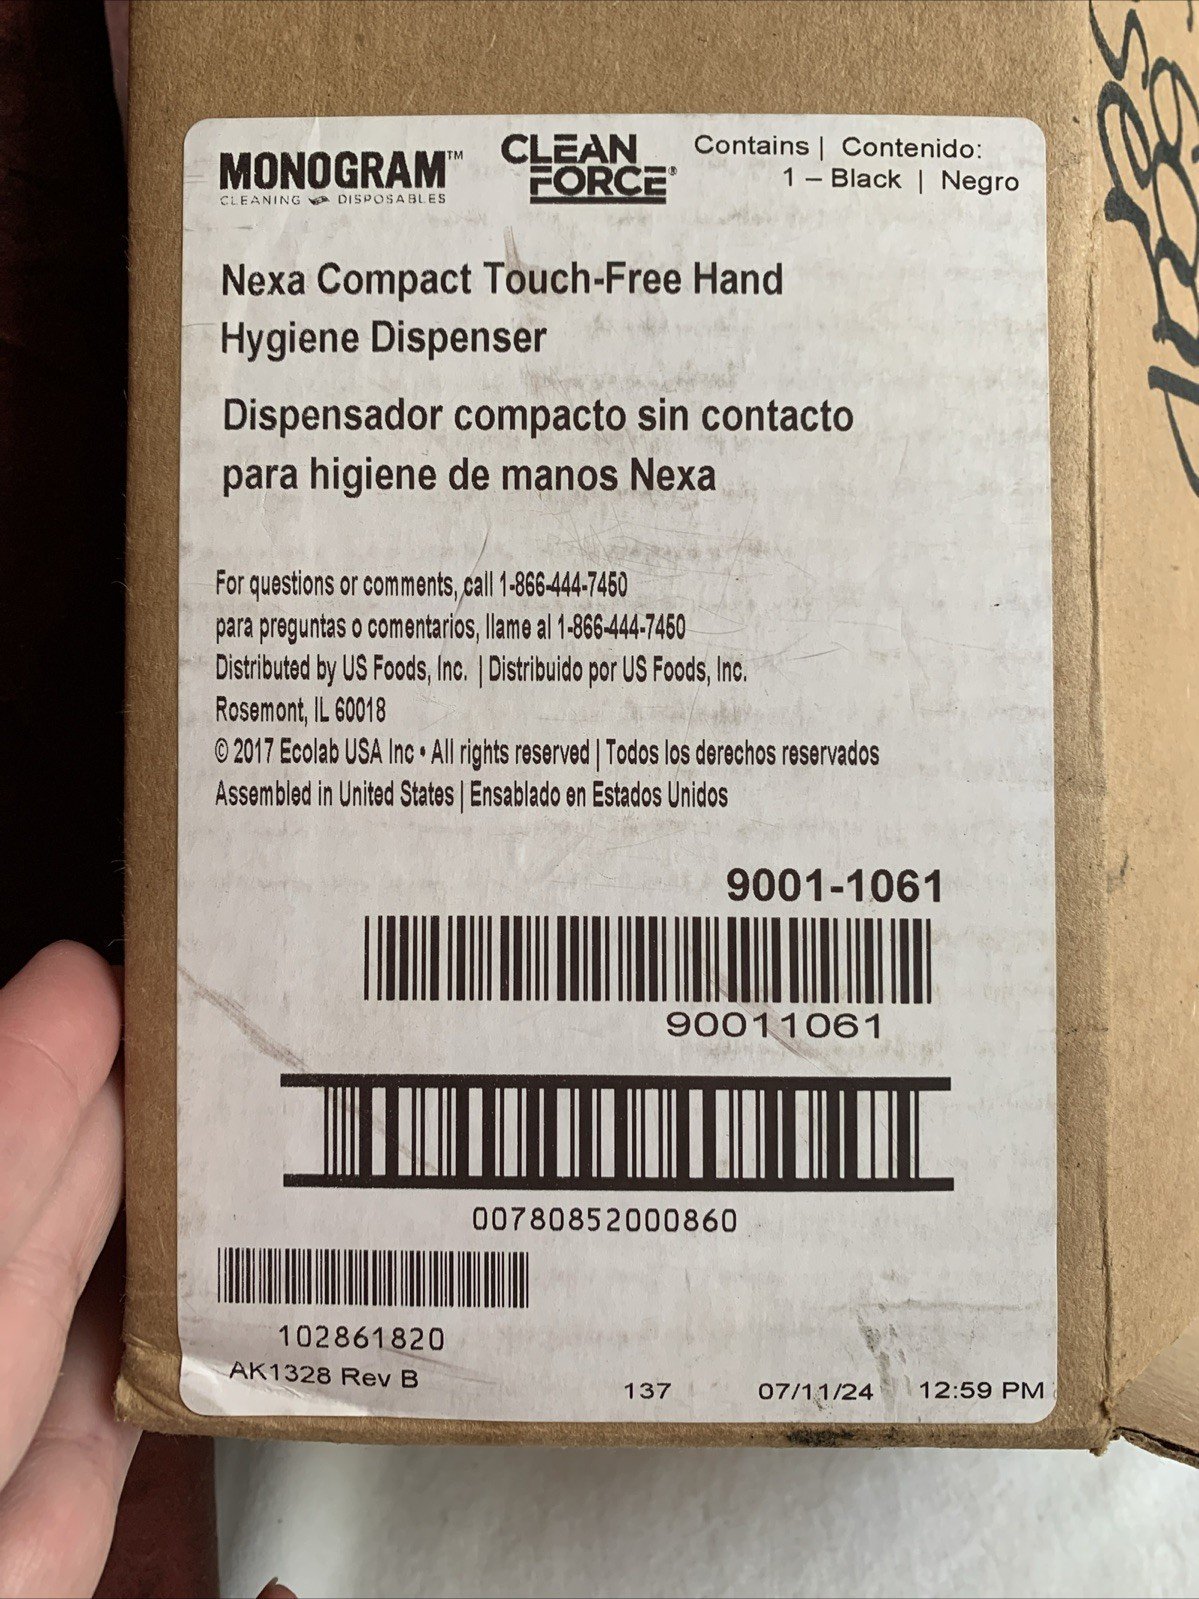 MONOGRAM™
CLEANING DISPOSABLES
CLEAN
FORCE®
Contains | Contenido:
1 – Black | Negro
Nexa Compact Touch-Free Hand
Hygiene Dispenser
Dispensador compacto sin contacto
para higiene de manos Nexa
For questions or comments, call 1-866-444-7450
para preguntas o comentarios, llame al 1-866-444-7450
Distributed by US Foods, Inc. | Distribuido por US Foods, Inc.
Rosemont, IL 60018
© 2017 Ecolab USA Inc • All rights reserved | Todos los derechos reservados
Assembled in United States | Ensablado en Estados Unidos
9001-1061
90011061
00780852000860
102861820
AK1328 Rev B
137 07/11/24 12:59 PM